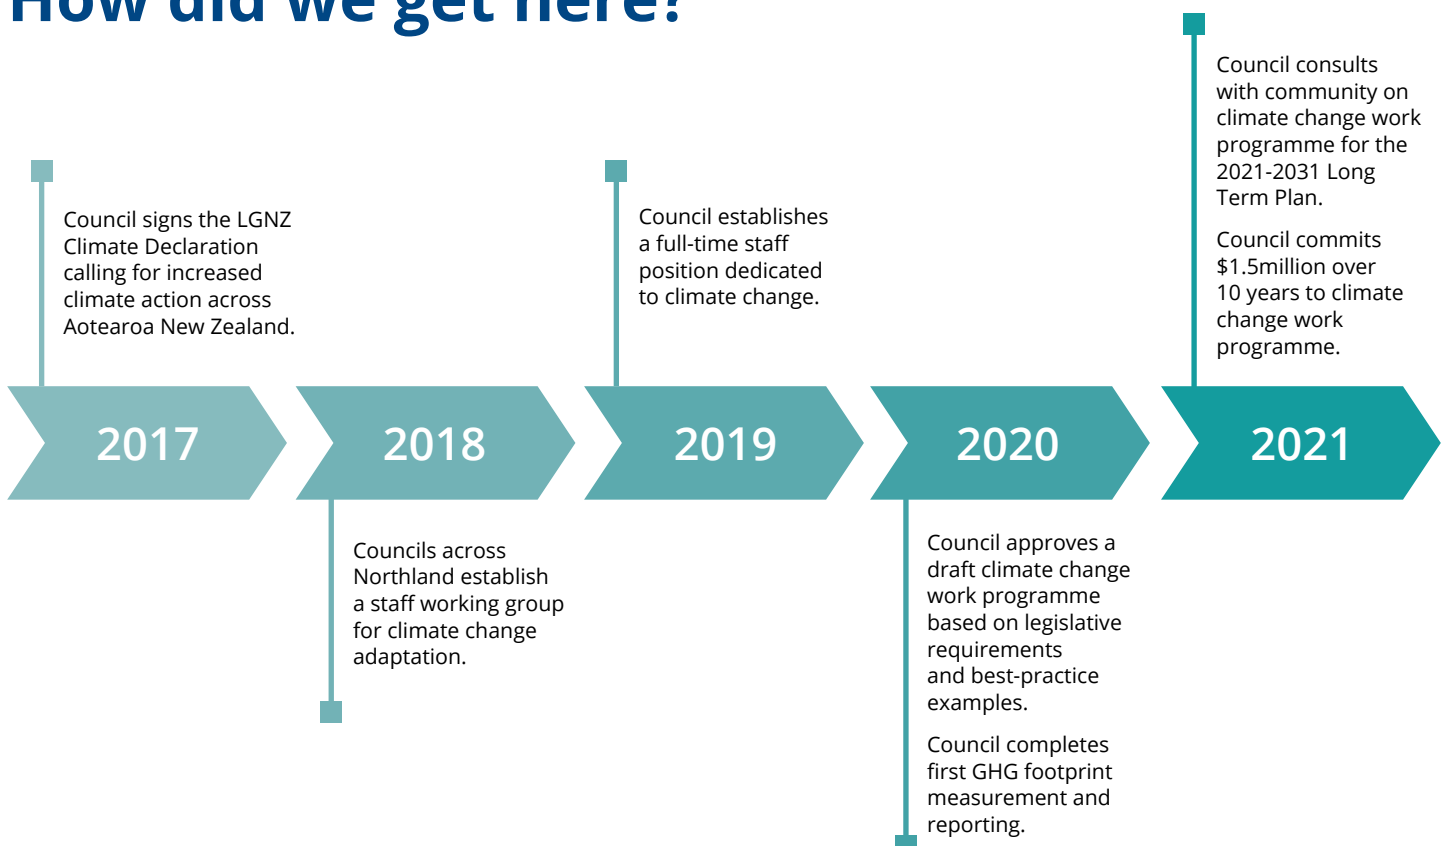 How did we get here?
Council signs the LGNZ
Climate Declaration
calling for increased
climate action across
Aotearoa New Zealand.
Council establishes
a full-time staff
position dedicated
to climate change.
Council consults
with community on
climate change work
programme for the
2021-2031 Long
Term Plan.
Council commits
$1.5million over
10 years to climate
change work
programme.
2017
2018
2019
2020
2021
Councils across
Northland establish
a staff working group
for climate change
adaptation.
Council approves a
draft climate change
work programme
based on legislative
requirements
and best-practice
examples.
Council completes
first GHG footprint
measurement and
reporting.